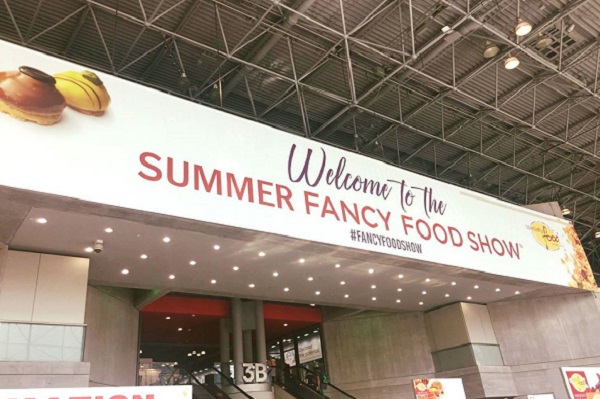 Welcome to the
SUMMER FANCY FOOD SHOW
#FANCYFOODSHOW
3B